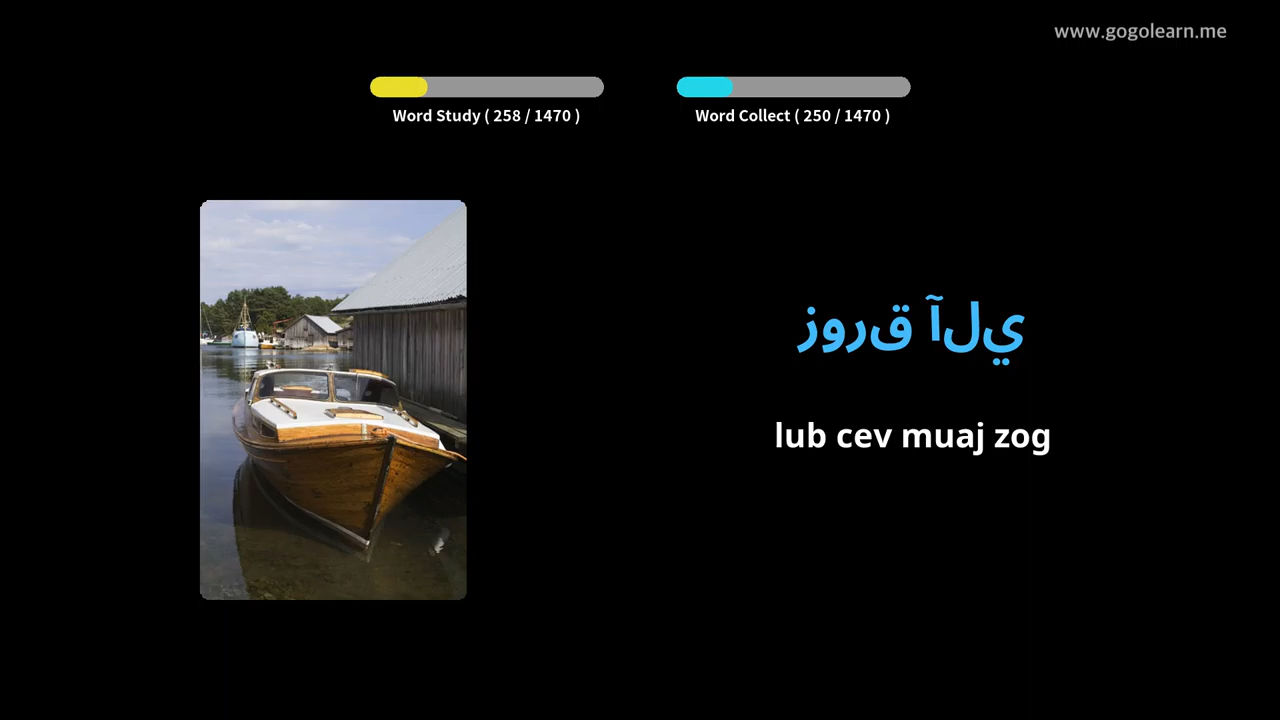 www.gogolearn.me
Word Study ( 258 / 1470 )
Word Collect ( 250 / 1470 )
زورق آلي
lub cev muaj zog